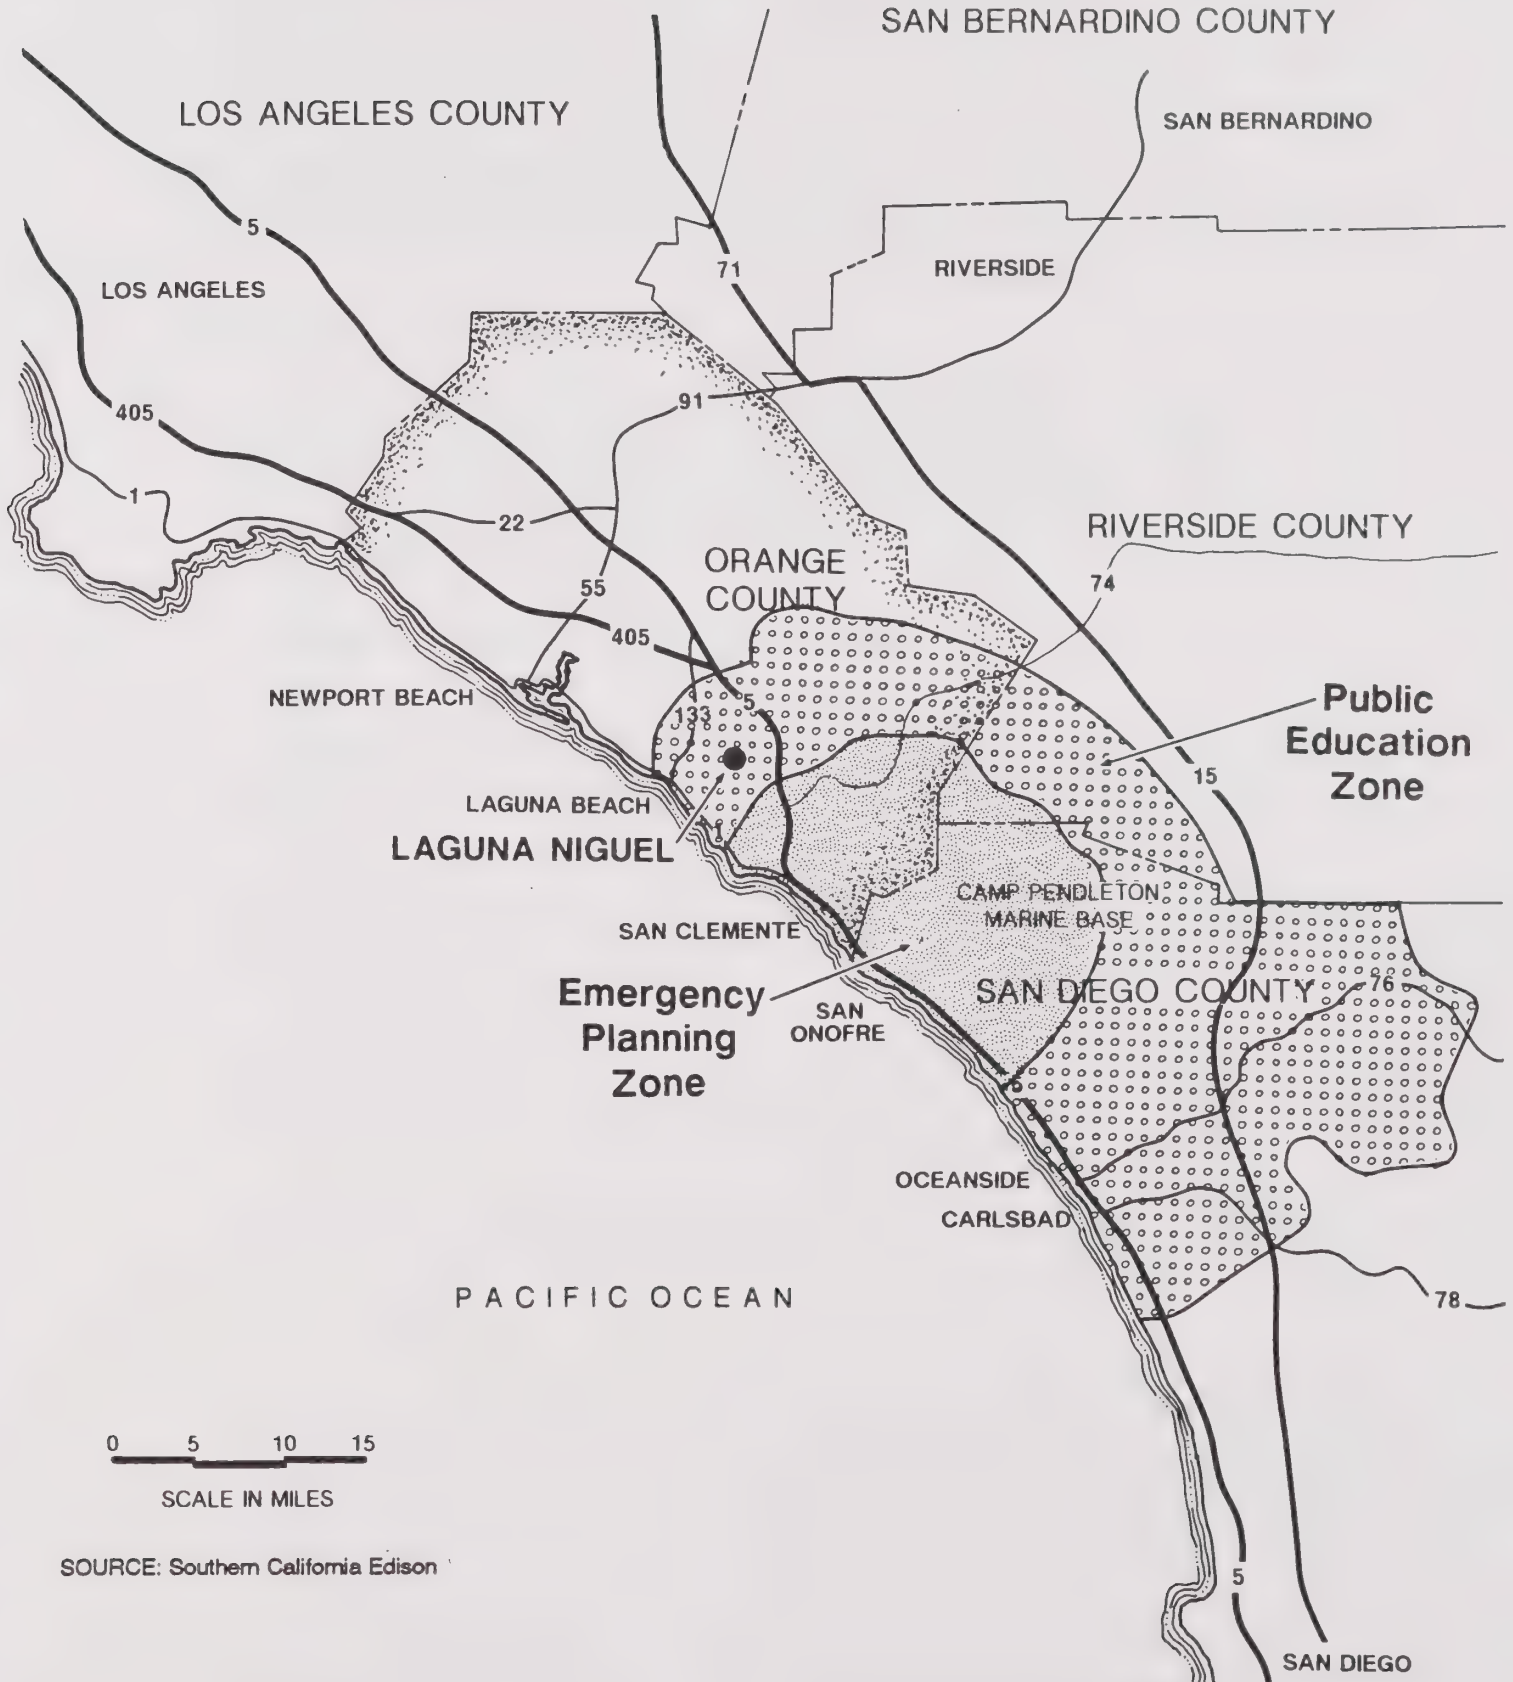 SAN BERNARDINO COUNTY
LOS ANGELES COUNTY
SAN BERNARDINO
5
71
RIVERSIDE
LOS ANGELES
91
405
1
22
RIVERSIDE COUNTY
ORANGE
COUNTY
74
55
405
NEWPORT BEACH
133
5
Public
Education
Zone
15
LAGUNA BEACH
1
LAGUNA NIGUEL
CAMP PENDLETON
MARINE BASE
SAN CLEMENTE
Emergency
Planning
Zone
SAN DIEGO COUNTY
76
SAN
ONOFRE
5
OCEANSIDE
CARLSBAD
PACIFIC OCEAN
78
0 5 10 15
SCALE IN MILES
SOURCE: Southern California Edison
5
SAN DIEGO